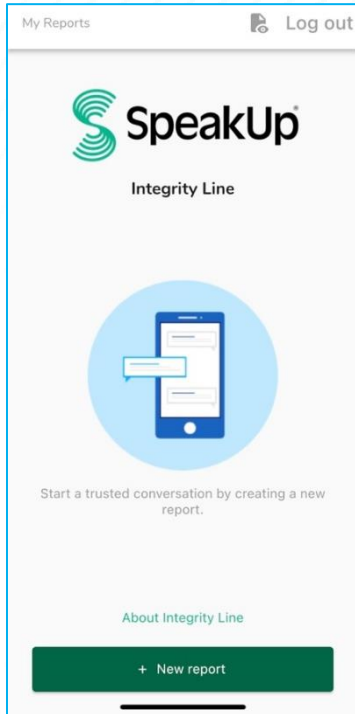 My Reports
Log out
SpeakUp®
Integrity Line
Start a trusted conversation by creating a new
report.
About Integrity Line
+ New report